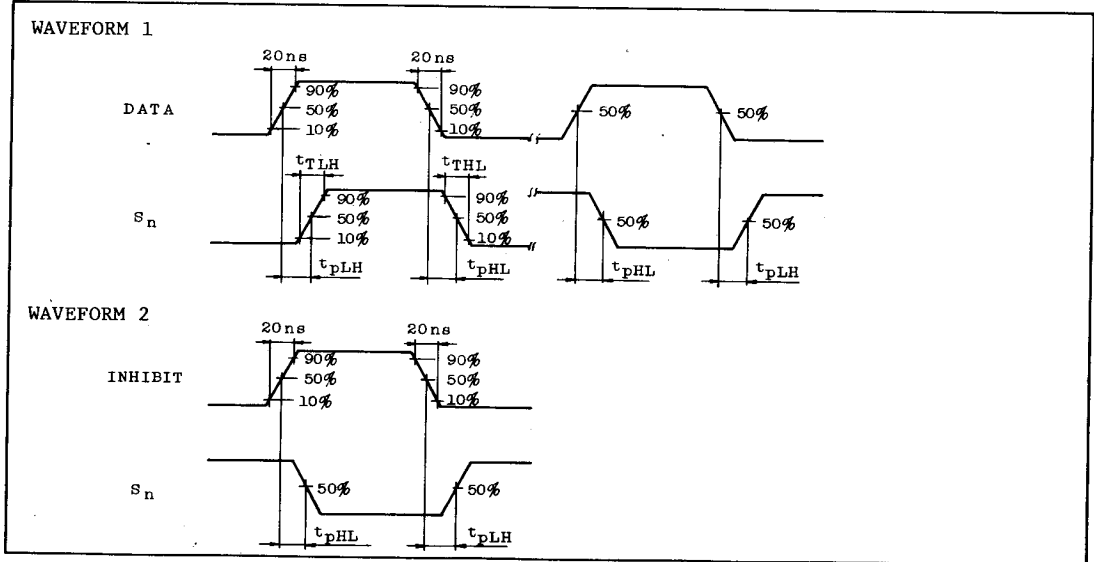 WAVEFORM 1
20ns 20ns
DATA
90% 90%
50% 50% 50% 50%
10% 10%
tTLH tTHL
Sn
90% 90%
50% 50% 50% 50%
10% 10%
tpLH tpHL tpHL tpLH
WAVEFORM 2
20ns 20ns
INHIBIT
90% 90%
50% 50%
10% 10%
Sn
50% 50%
tpHL tpLH